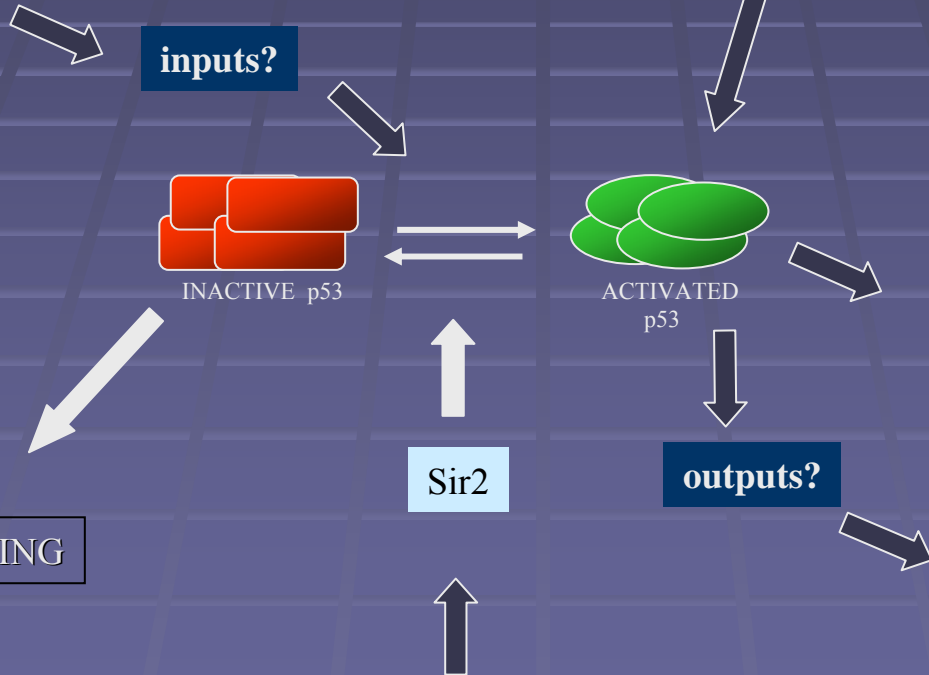 inputs?
INACTIVE p53
ACTIVATED
p53
Sir2
outputs?
ING